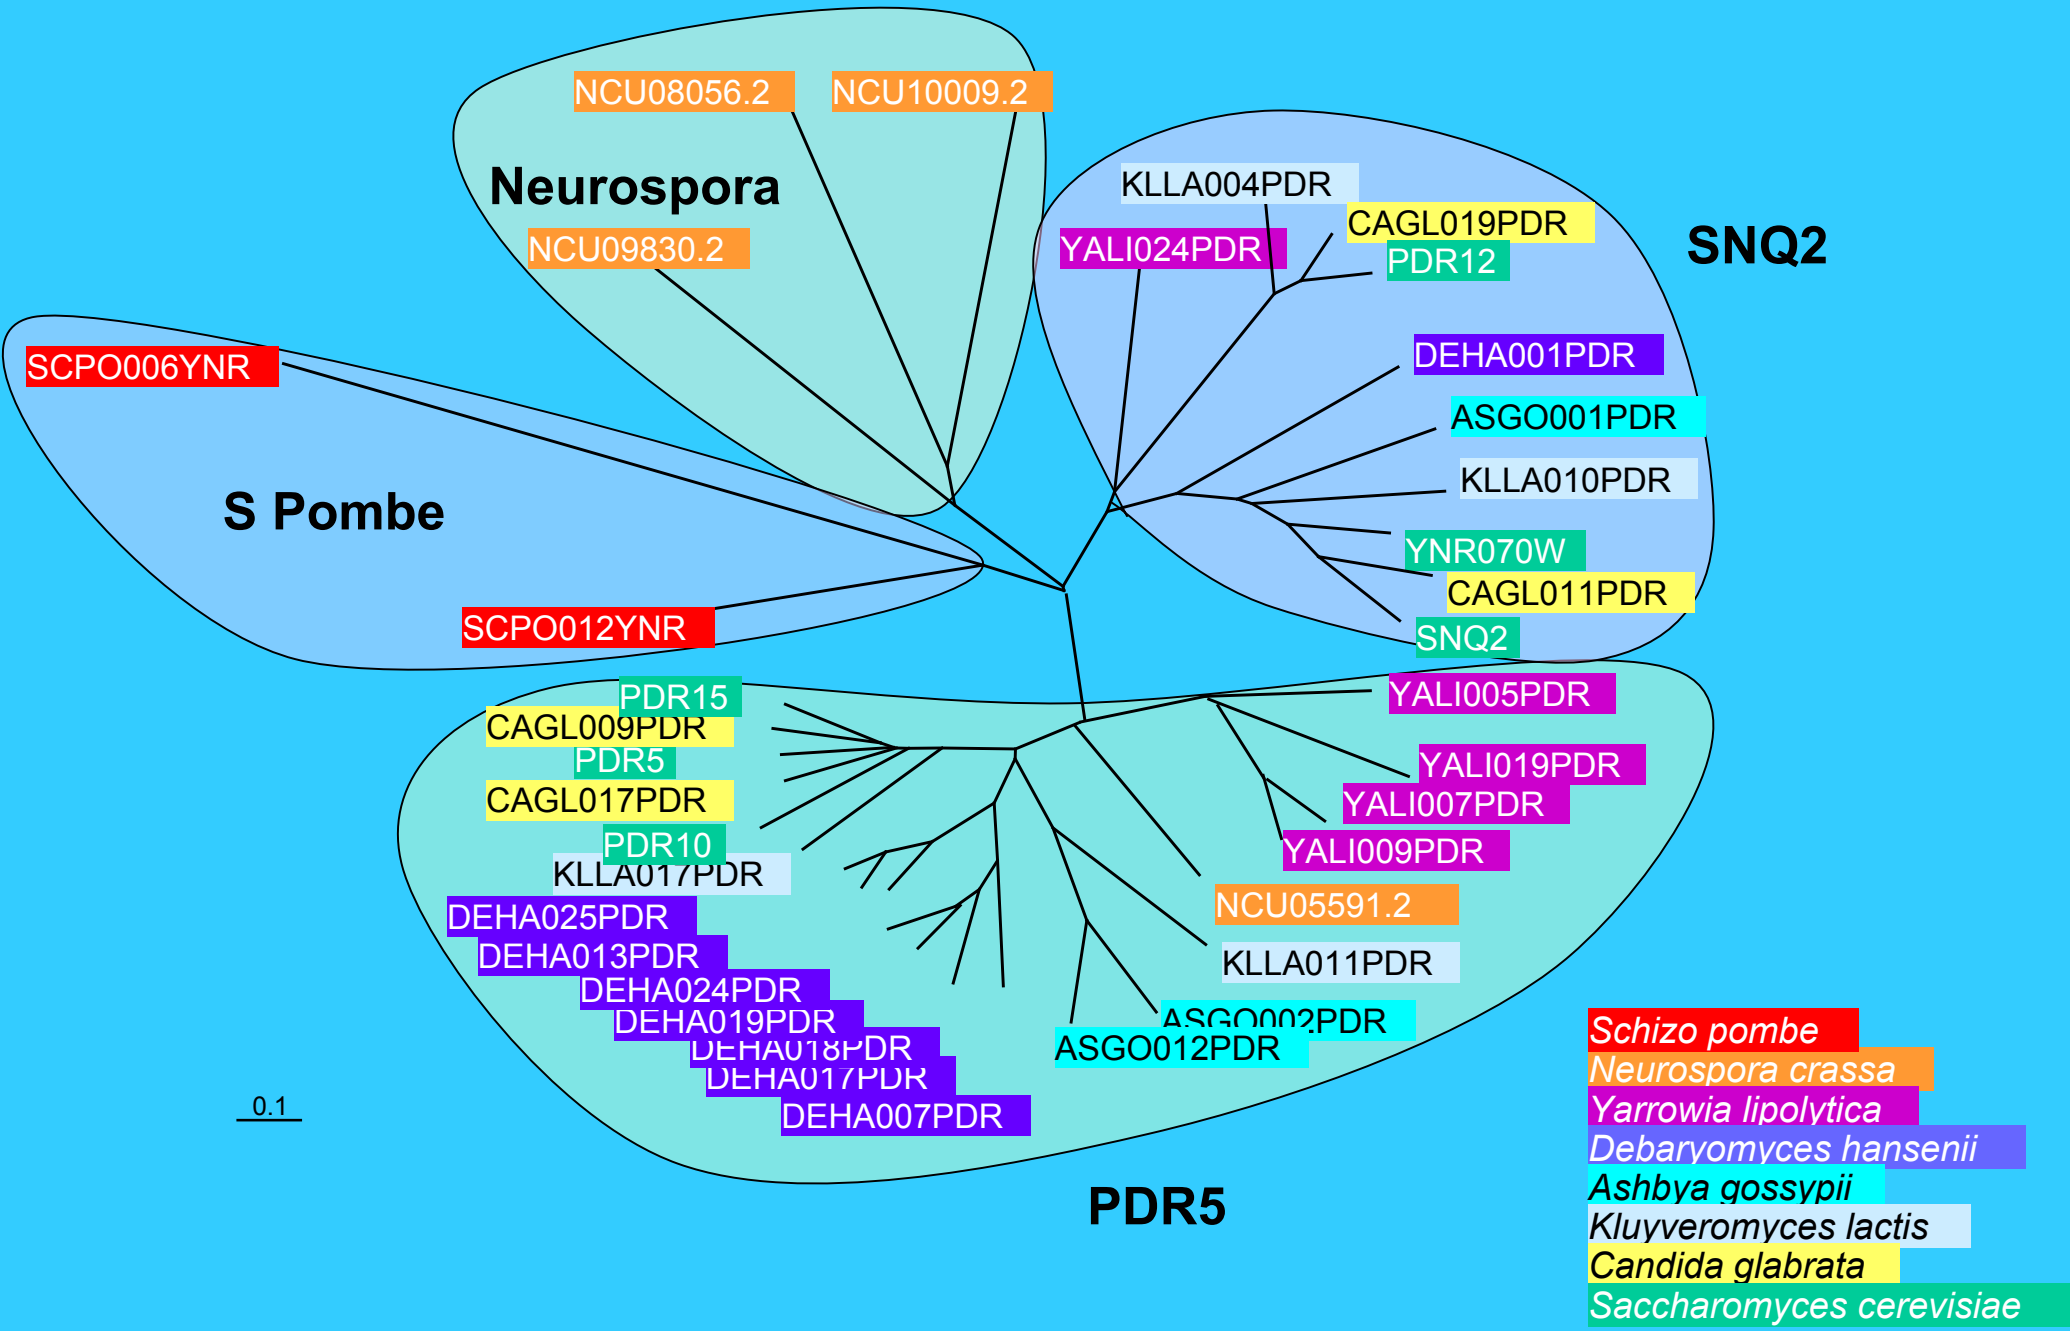 NCU08056.2
NCU10009.2
Neurospora
NCU09830.2
KLLA004PDR
CAGL019PDR
YALI024PDR
PDR12
SNQ2
SCPO006YNR
DEHA001PDR
ASGO001PDR
KLLA010PDR
S Pombe
YNR070W
CAGL011PDR
SCPO012YNR
SNQ2
PDR15
CAGL009PDR
PDR5
CAGL017PDR
PDR10
KLLA017PDR
DEHA025PDR
DEHA013PDR
DEHA024PDR
DEHA019PDR
DEHA018PDR
DEHA017PDR
DEHA007PDR
YALI005PDR
YALI019PDR
YALI007PDR
YALI009PDR
NCU05591.2
KLLA011PDR
ASGO002PDR
ASGO012PDR
0.1
PDR5
Schizo pombe
Neurospora crassa
Yarrowia lipolytica
Debaryomyces hansenii
Ashbya gossypii
Kluyveromyces lactis
Candida glabrata
Saccharomyces cerevisiae